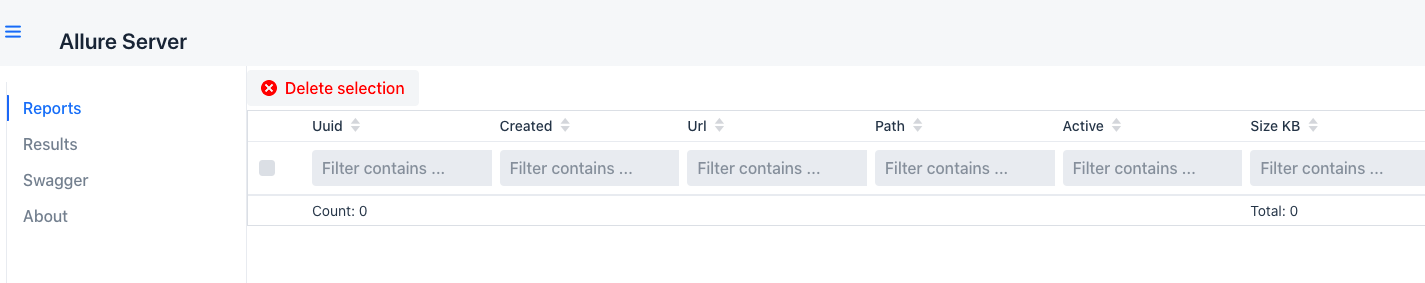 Allure Server
Delete selection
Reports
Results
Swagger
About
Uuid Created Url Path Active Size KB
Filter contains ... Filter contains ... Filter contains ... Filter contains ... Filter contains ... Filter contains ...
Count: 0 Total: 0